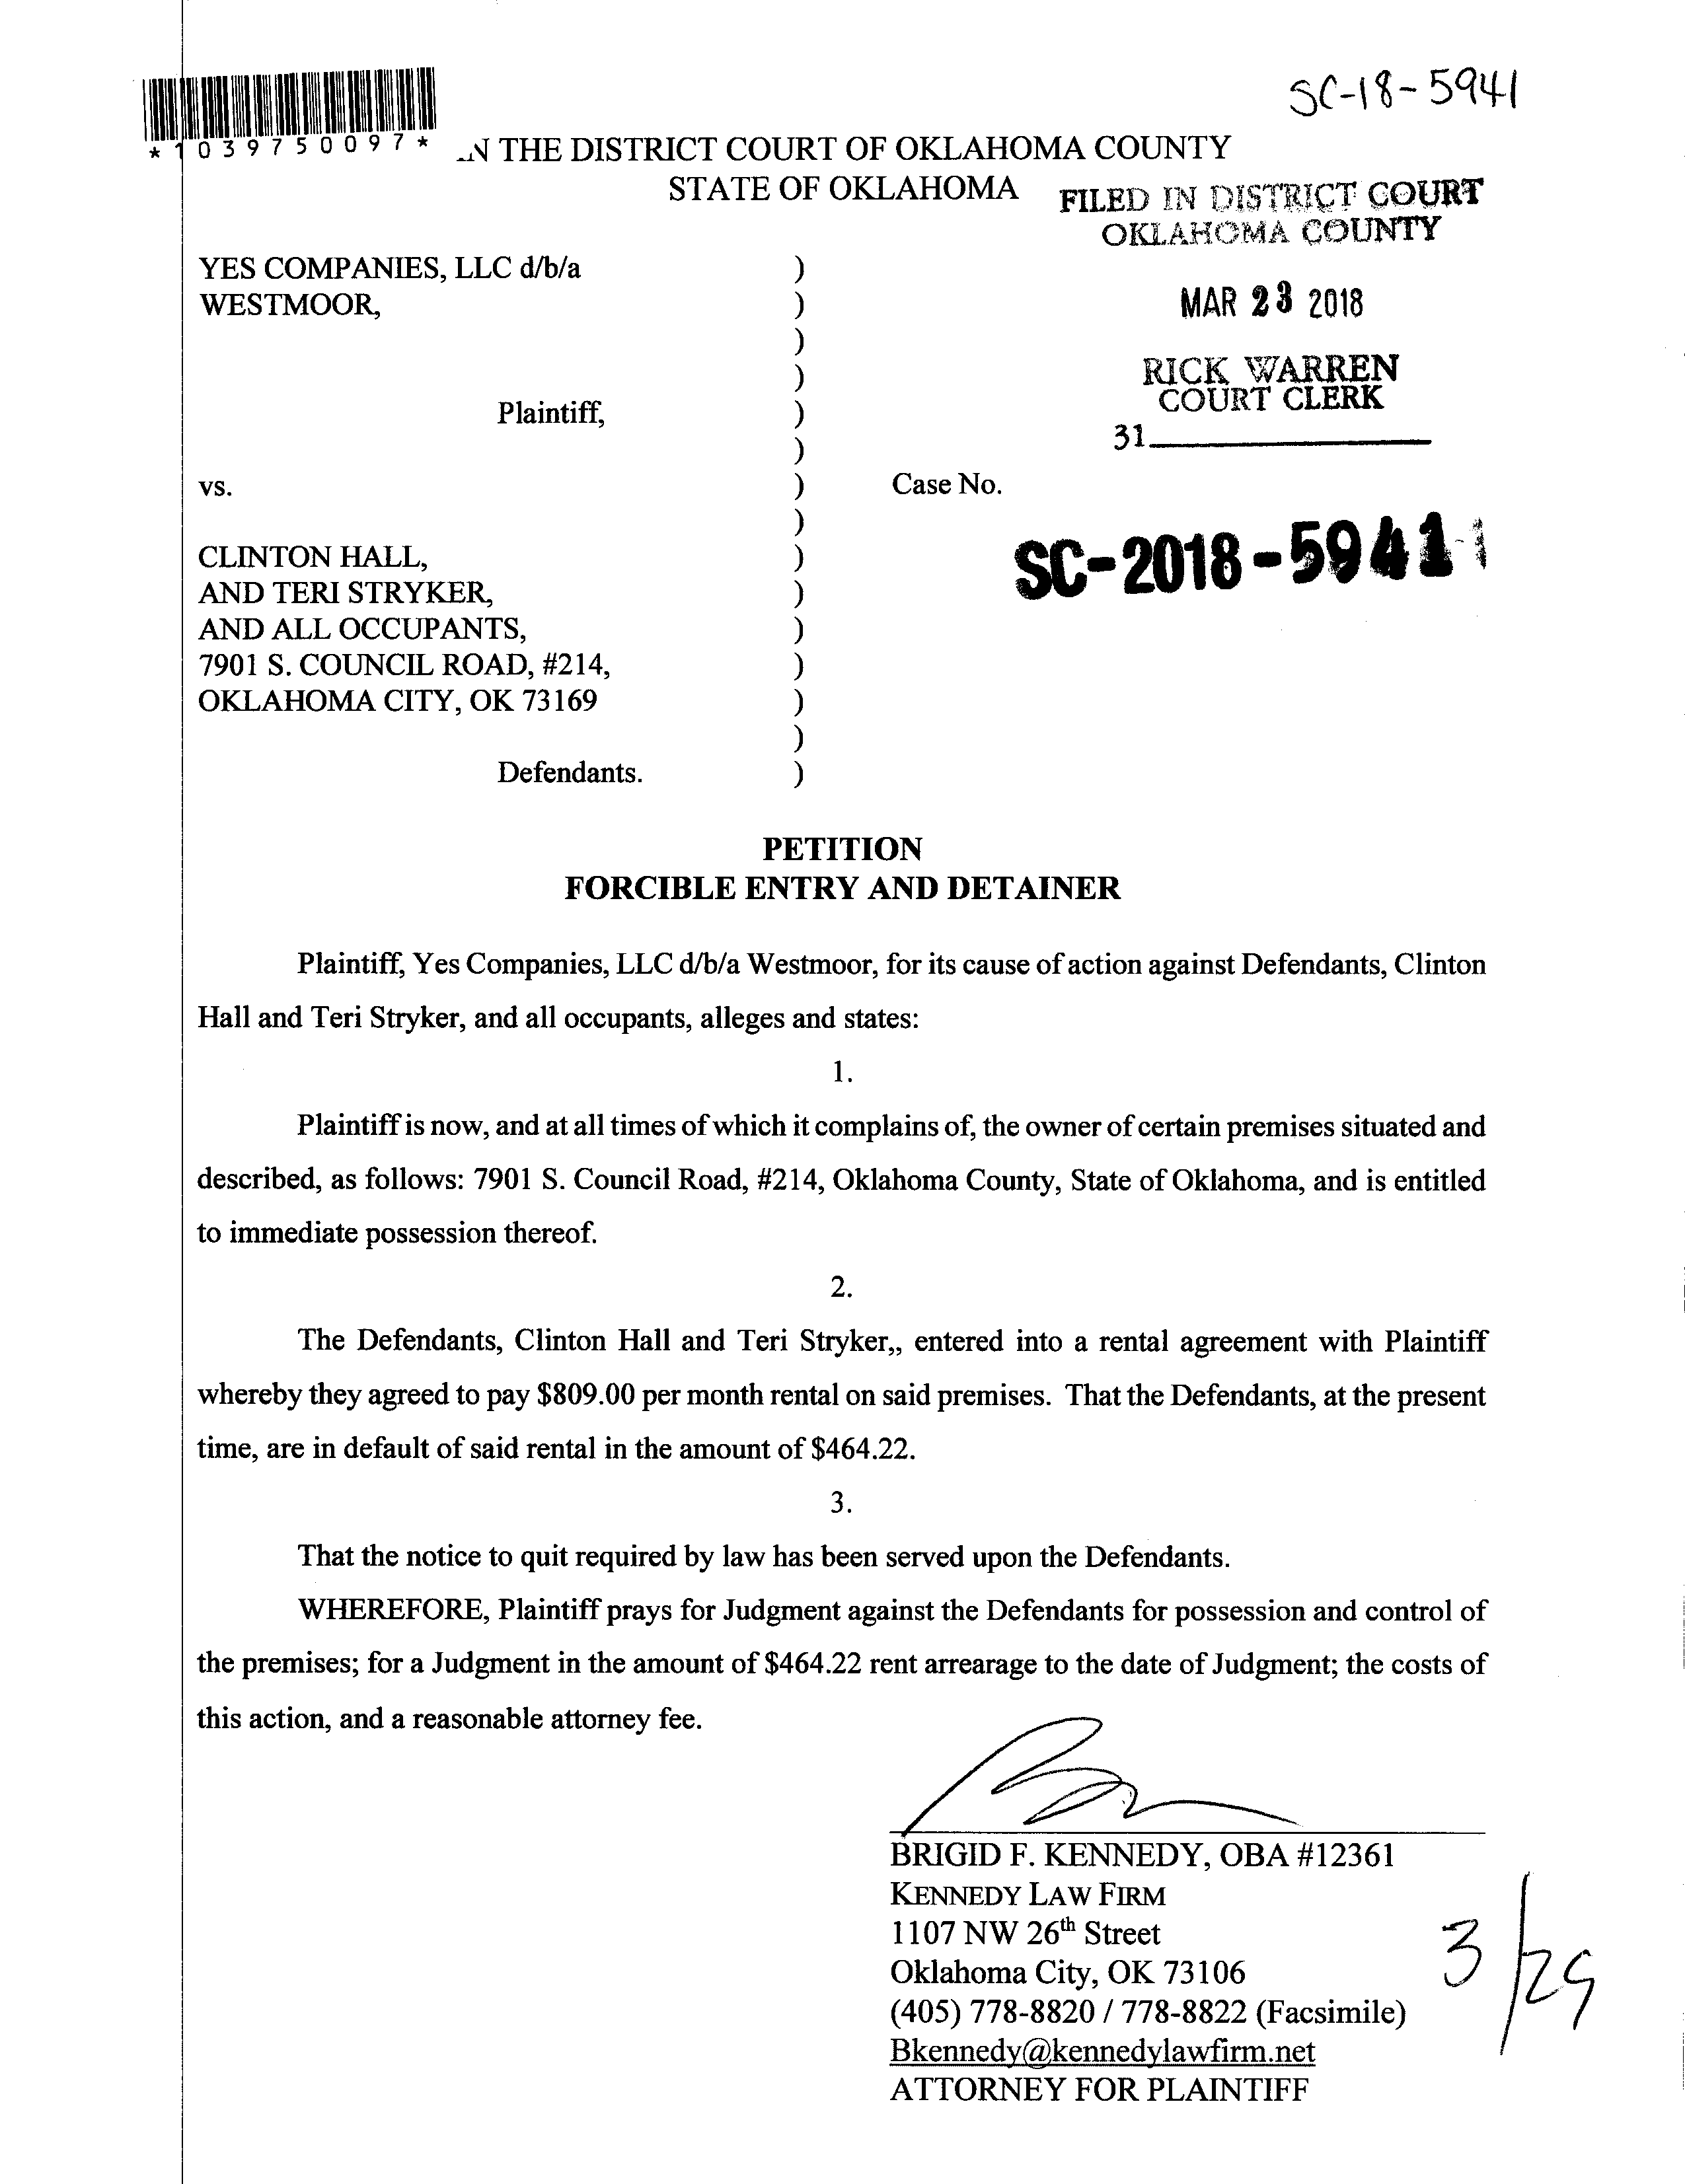 SC-18-5941
*1039750097*
N THE DISTRICT COURT OF OKLAHOMA COUNTY
STATE OF OKLAHOMA
FILED IN DISTRICT COURT
OKLAHOMA COUNTY
MAR 23 2018
RICK WARREN
COURT CLERK
31
YES COMPANIES, LLC d/b/a )
WESTMOOR, )
)
)
Plaintiff, )
)
vs. ) Case No.
)
SC-2018-5941
CLINTON HALL, )
AND TERI STRYKER, )
AND ALL OCCUPANTS, )
7901 S. COUNCIL ROAD, #214, )
OKLAHOMA CITY, OK 73169 )
)
Defendants. )
PETITION
FORCIBLE ENTRY AND DETAINER
Plaintiff, Yes Companies, LLC d/b/a Westmoor, for its cause of action against Defendants, Clinton
Hall and Teri Stryker, and all occupants, alleges and states:
1.
Plaintiff is now, and at all times of which it complains of, the owner of certain premises situated and
described, as follows: 7901 S. Council Road, #214, Oklahoma County, State of Oklahoma, and is entitled
to immediate possession thereof.
2.
The Defendants, Clinton Hall and Teri Stryker,, entered into a rental agreement with Plaintiff
whereby they agreed to pay $809.00 per month rental on said premises. That the Defendants, at the present
time, are in default of said rental in the amount of $464.22.
3.
That the notice to quit required by law has been served upon the Defendants.
WHEREFORE, Plaintiff prays for Judgment against the Defendants for possession and control of
the premises; for a Judgment in the amount of $464.22 rent arrearage to the date of Judgment; the costs of
this action, and a reasonable attorney fee.
BRIGID F. KENNEDY, OBA #12361
KENNEDY LAW FIRM
1107 NW 26th Street
Oklahoma City, OK 73106
(405) 778-8820 / 778-8822 (Facsimile)
Bkennedy@kennedylawfirm.net
ATTORNEY FOR PLAINTIFF
3/29